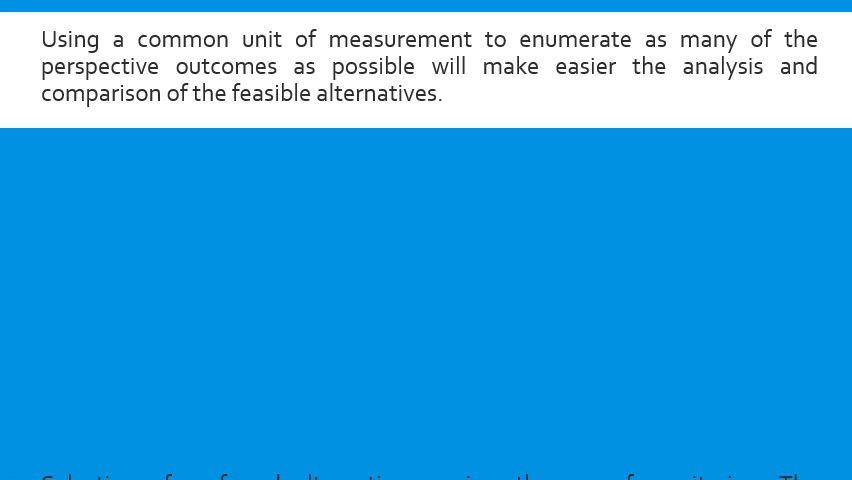 Using a common unit of measurement to enumerate as many of the
perspective outcomes as possible will make easier the analysis and
comparison of the feasible alternatives.